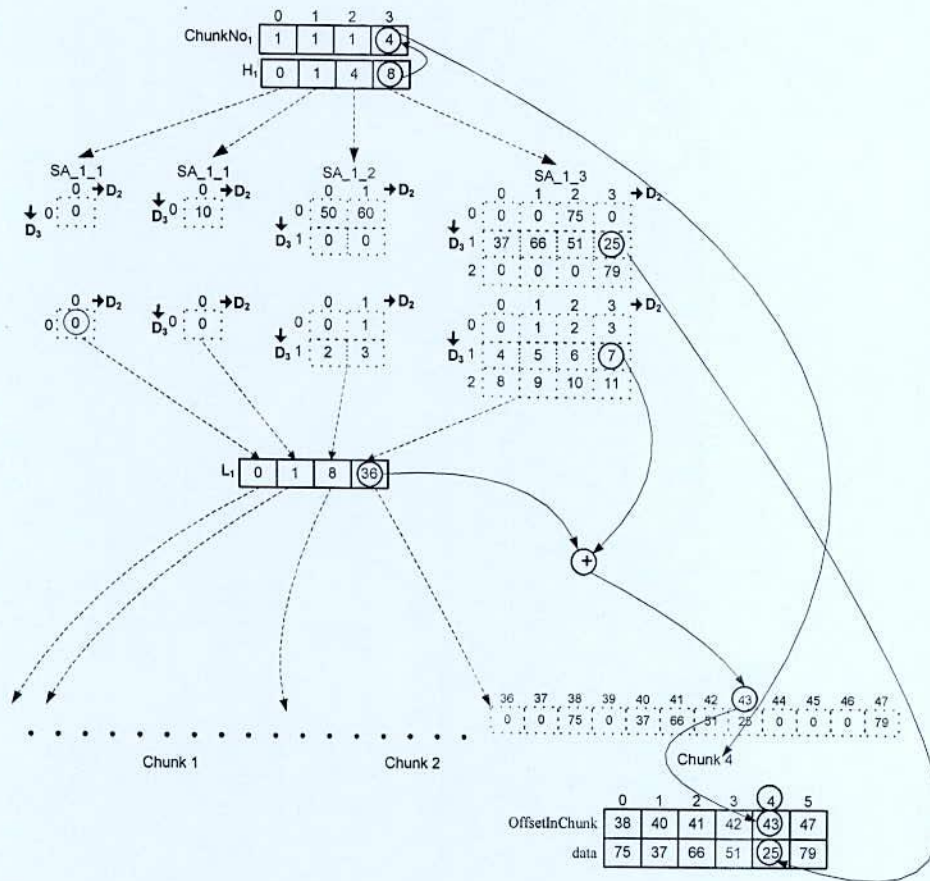 0 1 2 3
ChunkNo1 1 1 1 4
H1 0 1 4 8
SA_1_1 SA_1_1 SA_1_2 SA_1_3
0 →D2 0 →D2 0 1 →D2 0 1 2 3 →D2
↓ 0 0 ↓ 0 10 ↓ 0 50 60 ↓ 0 0 0 75 0
D3 D3 D3 1 0 0 D3 1 37 66 51 25
2 0 0 0 79
0 →D2 0 →D2 0 1 →D2 0 1 2 3 →D2
0 0 ↓ D3 0 0 ↓ 0 0 1 ↓ 0 0 1 2 3
D3 1 2 3 D3 1 4 5 6 7
2 8 9 10 11
L1 0 1 8 36
+
36 37 38 39 40 41 42 43 44 45 46 47
0 0 75 0 37 66 51 25 0 0 0 79
Chunk 1 Chunk 2 Chunk 4
0 1 2 3 4 5
OffsetInChunk 38 40 41 42 43 47
data 75 37 66 51 25 79